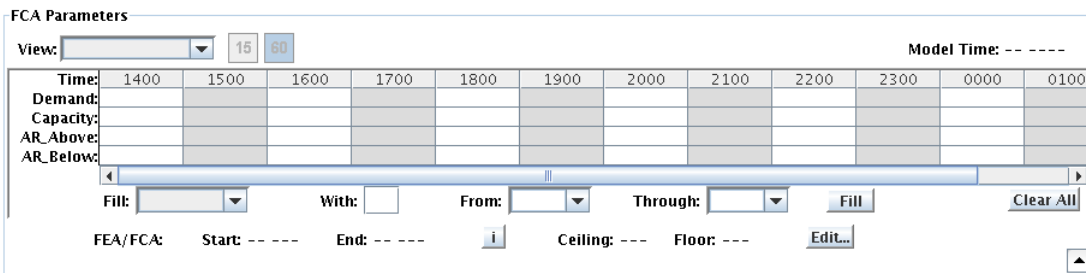 FCA Parameters
View: 15 60 Model Time: -- ----
Time: 1400 1500 1600 1700 1800 1900 2000 2100 2200 2300 0000 0100
Demand:
Capacity:
AR_Above:
AR_Below:
Fill: With: From: Through: Fill Clear All
FEA/FCA: Start: -- --- End: -- --- i Ceiling: --- Floor: --- Edit...